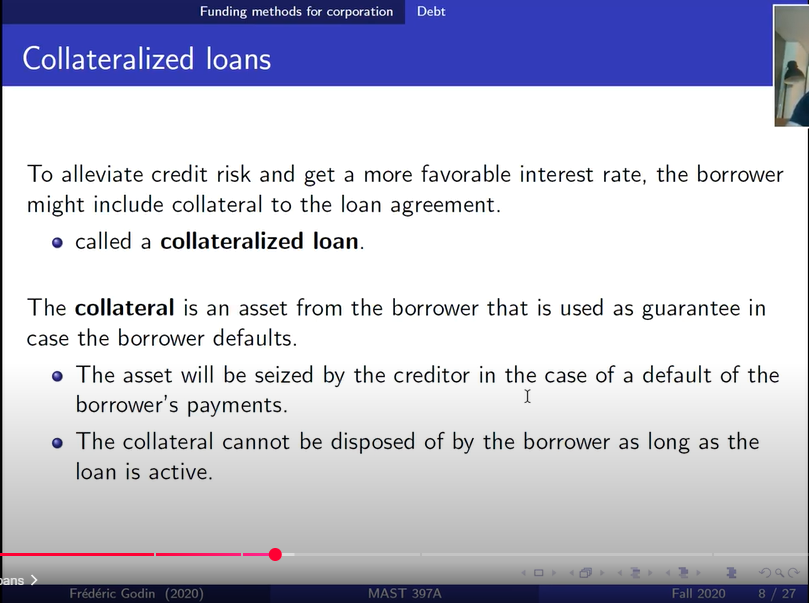 Funding methods for corporation Debt
Collateralized loans
To alleviate credit risk and get a more favorable interest rate, the borrower
might include collateral to the loan agreement.
called a collateralized loan.
The collateral is an asset from the borrower that is used as guarantee in
case the borrower defaults.
The asset will be seized by the creditor in the case of a default of the
borrower's payments.
The collateral cannot be disposed of by the borrower as long as the
loan is active.
oans
Frédéric Godin (2020) MAST 397A Fall 2020 8 / 27